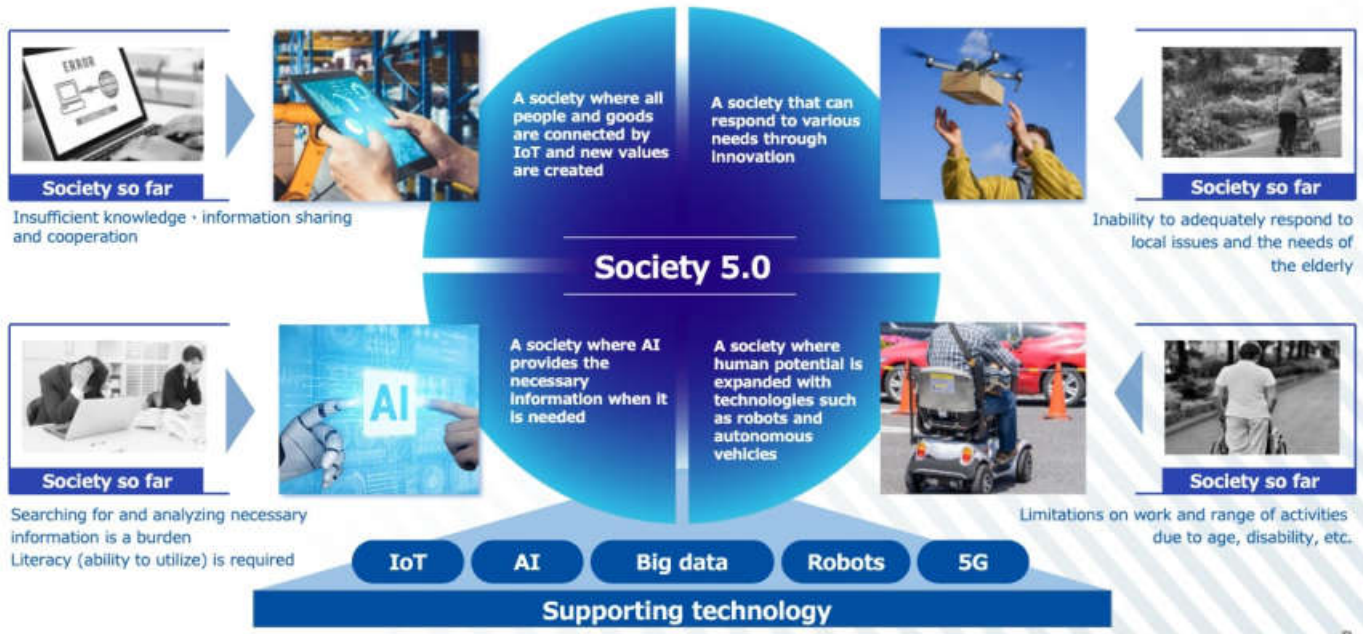 ERROR
Society so far
Insufficient knowledge・information sharing
and cooperation
A society where all
people and goods
are connected by
IoT and new values
are created
A society that can
respond to various
needs through
innovation
Society so far
Inability to adequately respond to
local issues and the needs of
the elderly
Society 5.0
Society so far
Searching for and analyzing necessary
information is a burden
Literacy (ability to utilize) is required
AI
A society where AI
provides the
necessary
information when it
is needed
A society where
human potential is
expanded with
technologies such
as robots and
autonomous
vehicles
Society so far
Limitations on work and range of activities
due to age, disability, etc.
IoT
AI
Big data
Robots
5G
Supporting technology